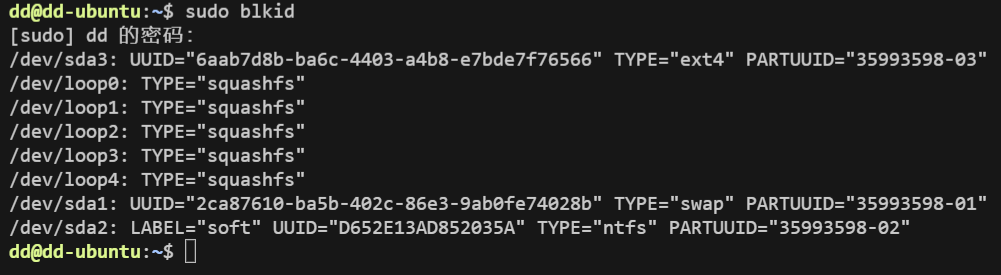 dd@dd-ubuntu:~$ sudo blkid
[sudo] dd 的密码：
/dev/sda3: UUID="6aab7d8b-ba6c-4403-a4b8-e7bde7f76566" TYPE="ext4" PARTUUID="35993598-03"
/dev/loop0: TYPE="squashfs"
/dev/loop1: TYPE="squashfs"
/dev/loop2: TYPE="squashfs"
/dev/loop3: TYPE="squashfs"
/dev/loop4: TYPE="squashfs"
/dev/sda1: UUID="2ca87610-ba5b-402c-86e3-9ab0fe74028b" TYPE="swap" PARTUUID="35993598-01"
/dev/sda2: LABEL="soft" UUID="D652E13AD852035A" TYPE="ntfs" PARTUUID="35993598-02"
dd@dd-ubuntu:~$